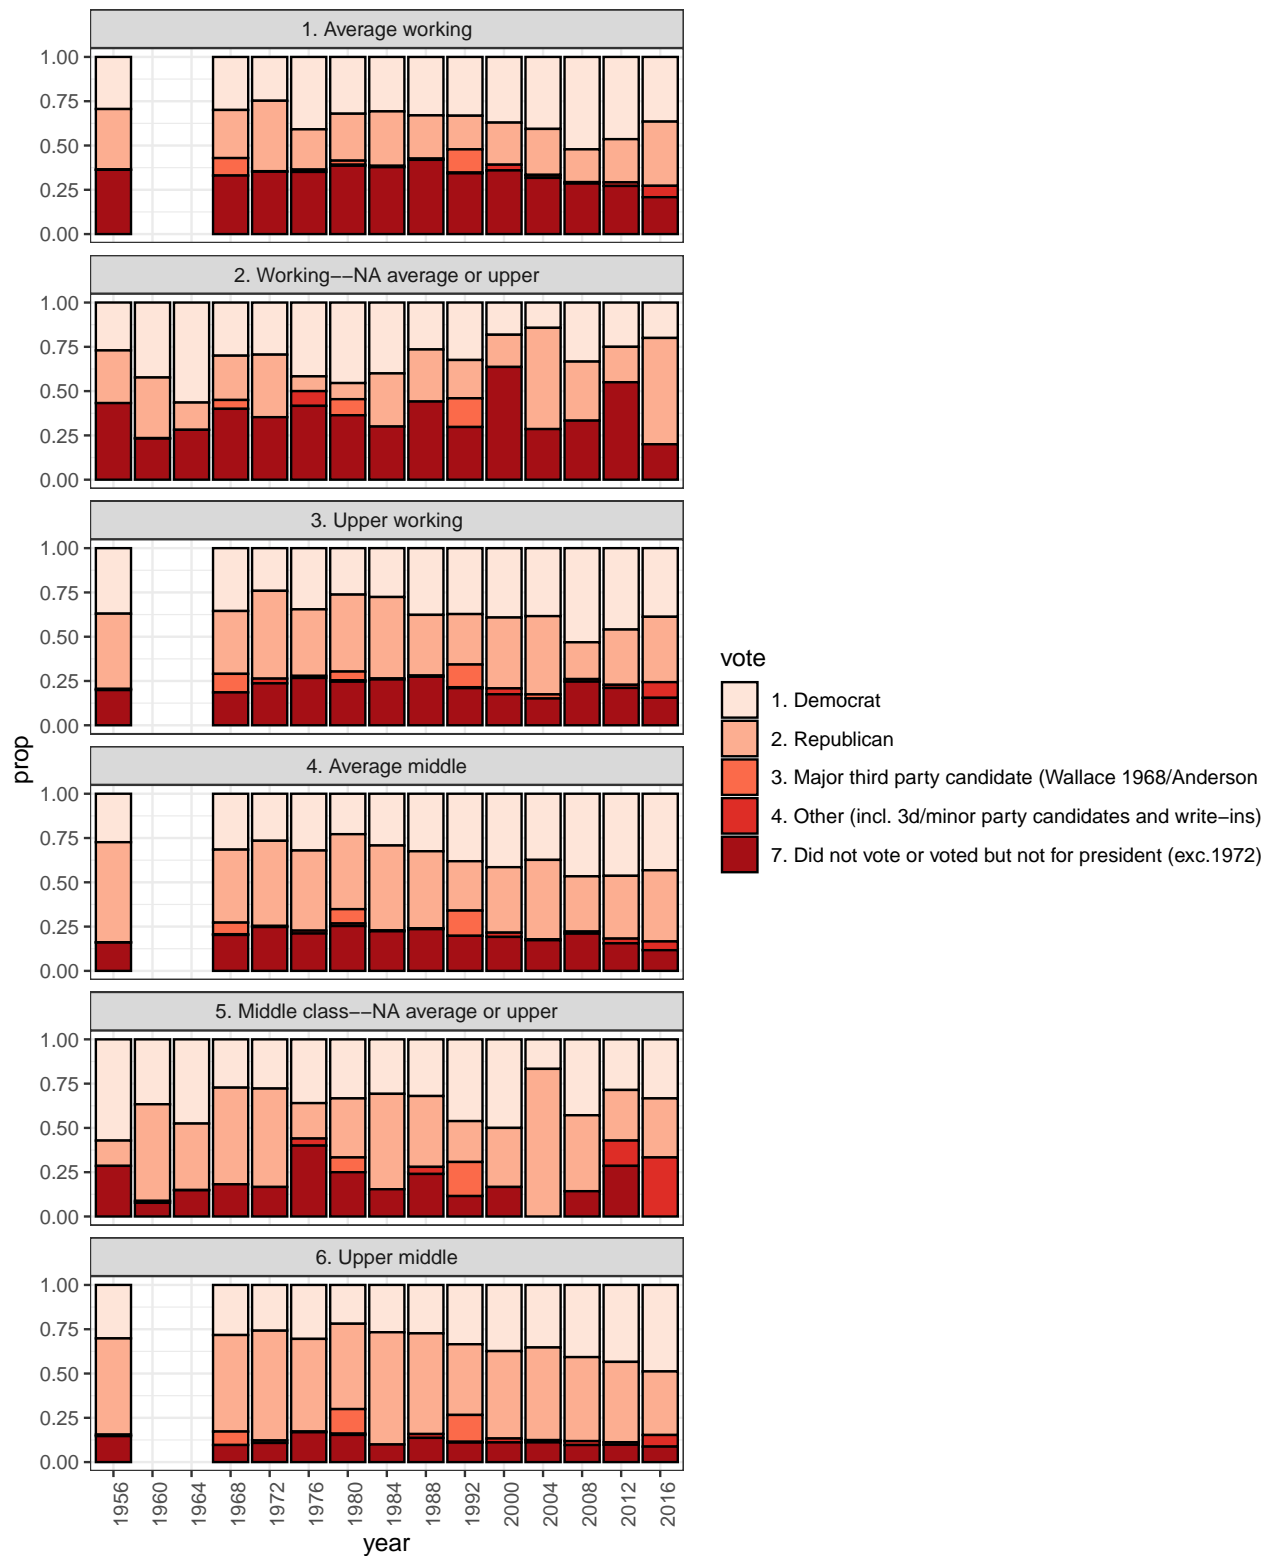 1. Average working
1.00
0.75
0.50
0.25
0.00
2. Working−−NA average or upper
1.00
0.75
0.50
0.25
0.00
3. Upper working
1.00
0.75
0.50
0.25
0.00
prop
4. Average middle
1.00
0.75
0.50
0.25
0.00
5. Middle class−−NA average or upper
1.00
0.75
0.50
0.25
0.00
6. Upper middle
1.00
0.75
0.50
0.25
0.00
1956 1960 1964 1968 1972 1976 1980 1984 1988 1992 2000 2004 2008 2012 2016
year
vote
1. Democrat
2. Republican
3. Major third party candidate (Wallace 1968/Anderson
4. Other (incl. 3d/minor party candidates and write−ins)
7. Did not vote or voted but not for president (exc.1972)